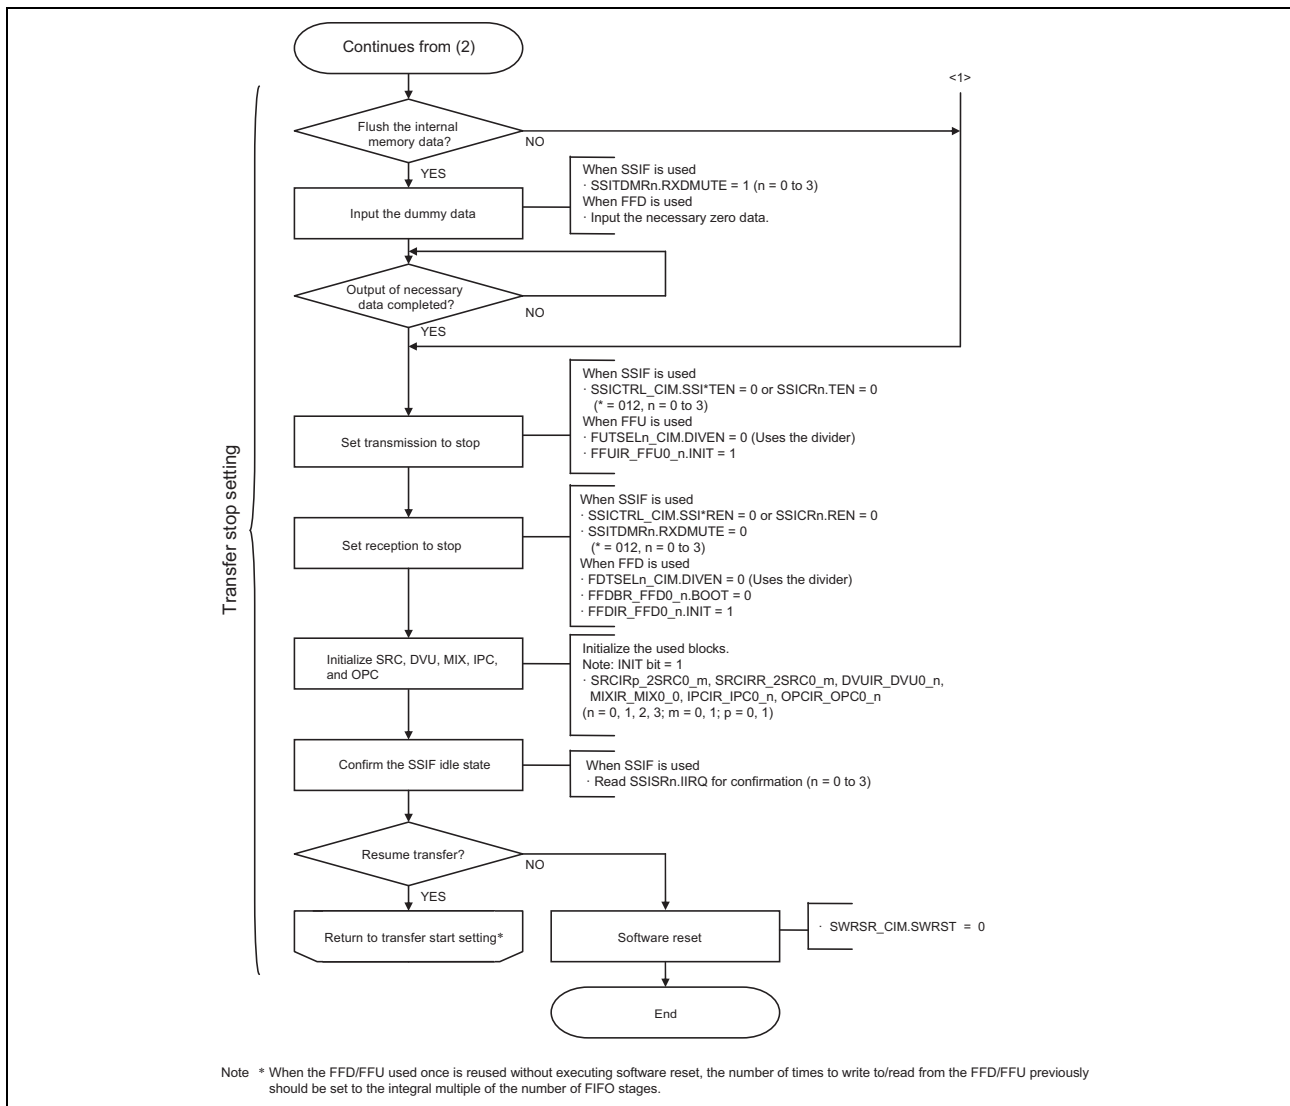 Continues from (2)
<1>
Flush the internal
memory data?
NO
YES
When SSIF is used
· SSITDMRn.RXDMUTE = 1 (n = 0 to 3)
When FFD is used
· Input the necessary zero data.
Input the dummy data
Output of necessary
data completed?
NO
YES
When SSIF is used
· SSICTRL_CIM.SSI*TEN = 0 or SSICRn.TEN = 0
(* = 012, n = 0 to 3)
When FFU is used
· FUTSELn_CIM.DIVEN = 0 (Uses the divider)
· FFUIR_FFU0_n.INIT = 1
Set transmission to stop
Transfer stop setting
When SSIF is used
· SSICTRL_CIM.SSI*REN = 0 or SSICRn.REN = 0
· SSITDMRn.RXDMUTE = 0
(* = 012, n = 0 to 3)
When FFD is used
· FDTSELn_CIM.DIVEN = 0 (Uses the divider)
· FFDBR_FFD0_n.BOOT = 0
· FFDIR_FFD0_n.INIT = 1
Set reception to stop
Initialize SRC, DVU, MIX, IPC,
and OPC
Initialize the used blocks.
Note: INIT bit = 1
· SRCIRp_2SRC0_m, SRCIRR_2SRC0_m, DVUIR_DVU0_n,
MIXIR_MIX0_0, IPCIR_IPC0_n, OPCIR_OPC0_n
(n = 0, 1, 2, 3; m = 0, 1; p = 0, 1)
Confirm the SSIF idle state
When SSIF is used
· Read SSISRn.IIRQ for confirmation (n = 0 to 3)
Resume transfer?
NO
YES
Return to transfer start setting*
Software reset
· SWRSR_CIM.SWRST = 0
End
Note * When the FFD/FFU used once is reused without executing software reset, the number of times to write to/read from the FFD/FFU previously
should be set to the integral multiple of the number of FIFO stages.